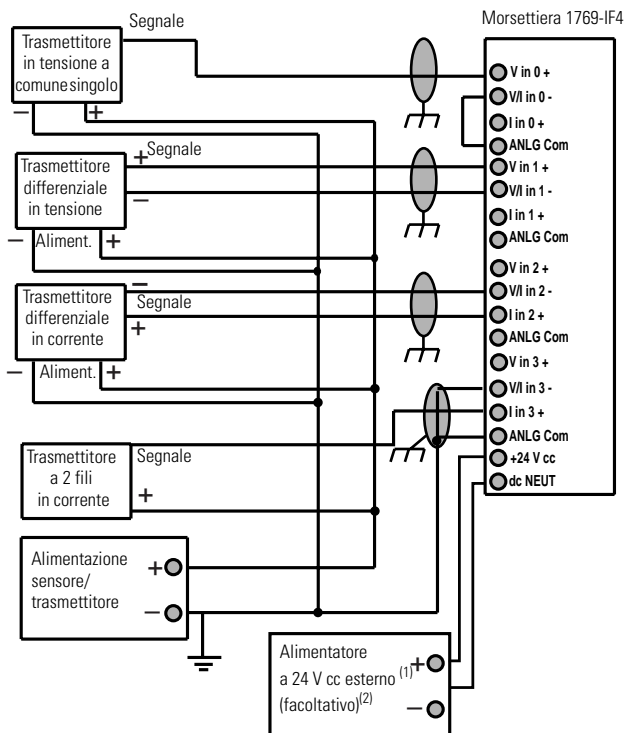 Segnale
Morsettiera 1769-IF4
Trasmettitore
in tensione a
comunesingolo
− +
V in 0 +
V/I in 0 -
I in 0 +
ANLG Com
V in 1 +
V/I in 1 -
I in 1 +
ANLG Com
V in 2 +
V/I in 2 -
I in 2 +
ANLG Com
V in 3 +
V/I in 3 -
I in 3 +
ANLG Com
+24 V cc
dc NEUT
Trasmettitore
differenziale
in tensione
+ Segnale
−
− Aliment. +
Trasmettitore
differenziale
in corrente
−
Segnale
+
− Aliment. +
Trasmettitore
a 2 fili
in corrente
Segnale
+
Alimentazione
sensore/
trasmettitore
+
−
Alimentatore
a 24 V cc esterno (1)
(facoltativo)(2)
+
−